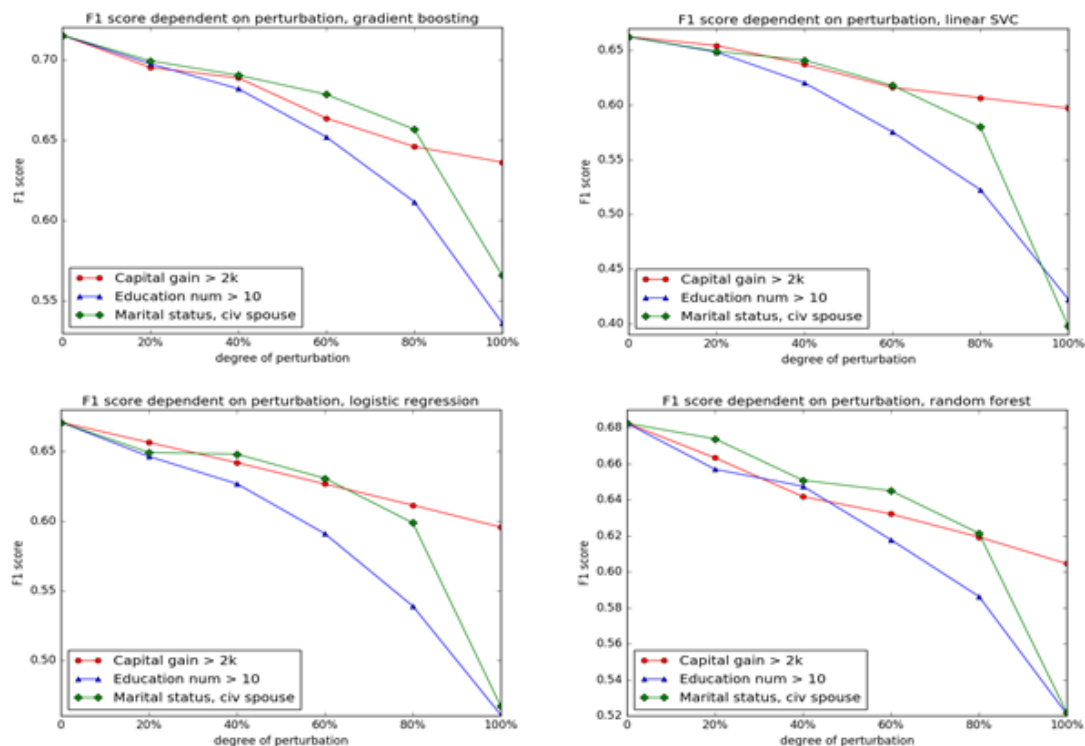 F1 score dependent on perturbation, gradient boosting
0.70
0.65
0.60
0.55
F1 score
Capital gain > 2k
Education num > 10
Marital status, civ spouse
0 20% 40% 60% 80% 100%
degree of perturbation
F1 score dependent on perturbation, linear SVC
0.65
0.60
0.55
0.50
0.45
0.40
F1 score
Capital gain > 2k
Education num > 10
Marital status, civ spouse
0 20% 40% 60% 80% 100%
degree of perturbation
F1 score dependent on perturbation, logistic regression
0.65
0.60
0.55
0.50
F1 score
Capital gain > 2k
Education num > 10
Marital status, civ spouse
0 20% 40% 60% 80% 100%
degree of perturbation
F1 score dependent on perturbation, random forest
0.68
0.66
0.64
0.62
0.60
0.58
0.56
0.54
0.52
F1 score
Capital gain > 2k
Education num > 10
Marital status, civ spouse
0 20% 40% 60% 80% 100%
degree of perturbation